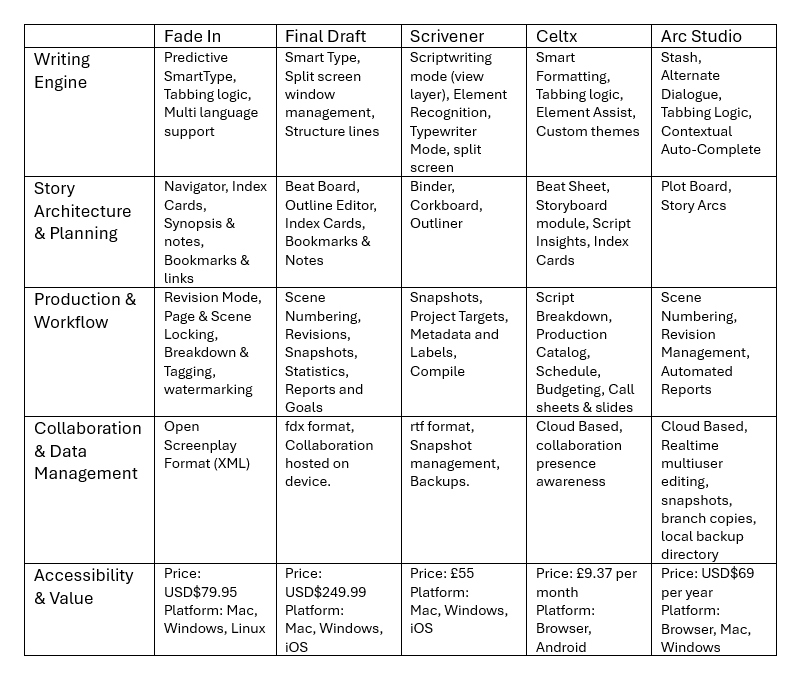 Fade In
Final Draft
Scrivener
Celtx
Arc Studio
Writing
Engine
Predictive
SmartType,
Tabbing logic,
Multi language
support
Smart Type,
Split screen
window
management,
Structure lines
Scriptwriting
mode (view
layer), Element
Recognition,
Typewriter
Mode, split
screen
Smart
Formatting,
Tabbing logic,
Element Assist,
Custom themes
Stash,
Alternate
Dialogue,
Tabbing Logic,
Contextual
Auto-Complete
Story
Architecture
& Planning
Navigator, Index
Cards,
Synopsis &
notes,
Bookmarks &
links
Beat Board,
Outline Editor,
Index Cards,
Bookmarks &
Notes
Binder,
Corkboard,
Outliner
Beat Sheet,
Storyboard
module, Script
Insights, Index
Cards
Plot Board,
Story Arcs
Production &
Workflow
Revision Mode,
Page & Scene
Locking,
Breakdown &
Tagging,
watermarking
Scene
Numbering,
Revisions,
Snapshots,
Statistics,
Reports and
Goals
Snapshots,
Project Targets,
Metadata and
Labels,
Compile
Script
Breakdown,
Production
Catalog,
Schedule,
Budgeting, Call
sheets & slides
Scene
Numbering,
Revision
Management,
Automated
Reports
Collaboration
& Data
Management
Open
Screenplay
Format (XML)
fdx format,
Collaboration
hosted on
device.
rtf format,
Snapshot
management,
Backups.
Cloud Based,
collaboration
presence
awareness
Cloud Based,
Realtime
multiuser
editing,
snapshots,
branch copies,
local backup
directory
Accessibility
& Value
Price:
USD$79.95
Platform: Mac,
Windows, Linux
Price:
USD$249.99
Platform:
Mac, Windows,
iOS
Price: £55
Platform:
Mac, Windows,
iOS
Price: £9.37 per
month
Platform:
Browser,
Android
Price: USD$69
per year
Platform:
Browser, Mac,
Windows